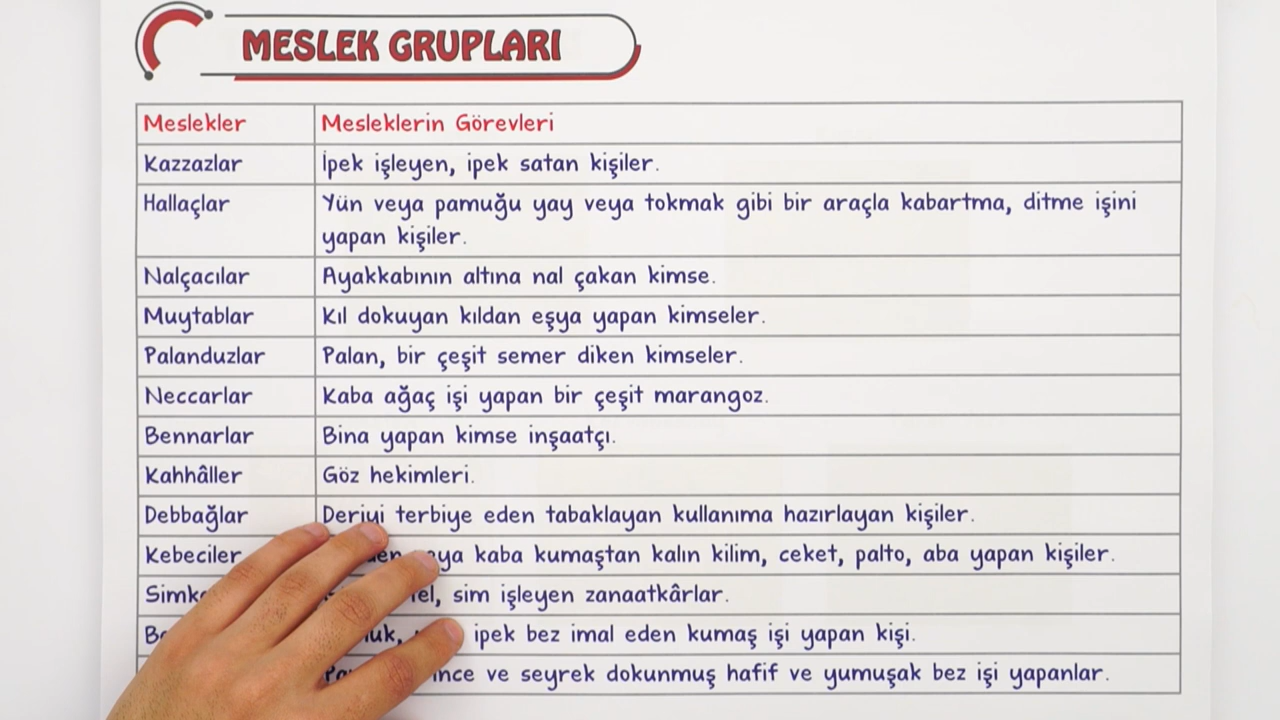 MESLEK GRUPLARI
Meslekler Mesleklerin Görevleri
Kazzazlar İpek işleyen, ipek satan kişiler.
Hallaçlar Yün veya pamuğu yay veya tokmak gibi bir araçla kabartma, ditme işini
yapan kişiler.
Nalçacılar Ayakkabının altına nal çakan kimse.
Muytablar Kıl dokuyan kıldan eşya yapan kimseler.
Palanduzlar Palan, bir çeşit semer diken kimseler.
Neccarlar Kaba ağaç işi yapan bir çeşit marangoz.
Bennarlar Bina yapan kimse inşaatçı.
Kahhâller Göz hekimleri.
Debbağlar Deriyi terbiye eden tabaklayan kullanıma hazırlayan kişiler.
Kebeciler kaba kumaştan kalın kilim, ceket, palto, aba yapan kişiler.
sim işleyen zanaatkârlar.
ipek bez imal eden kumaş işi yapan kişi.
ve seyrek dokunmuş hafif ve yumuşak bez işi yapanlar.